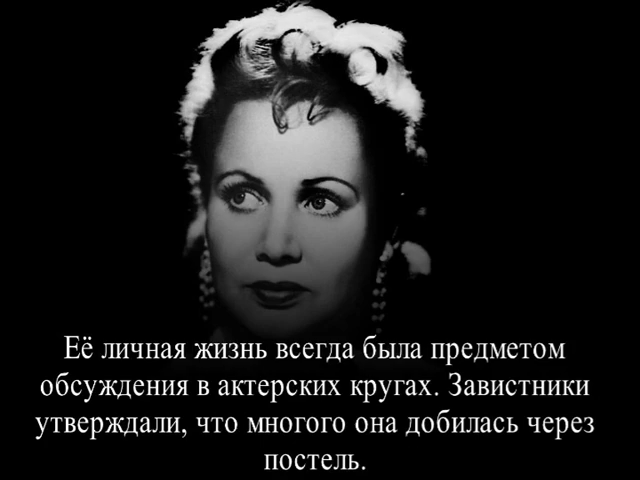 Её личная жизнь всегда была предметом
обсуждения в актерских кругах. Завистники
утверждали, что многого она добилась через
постель.